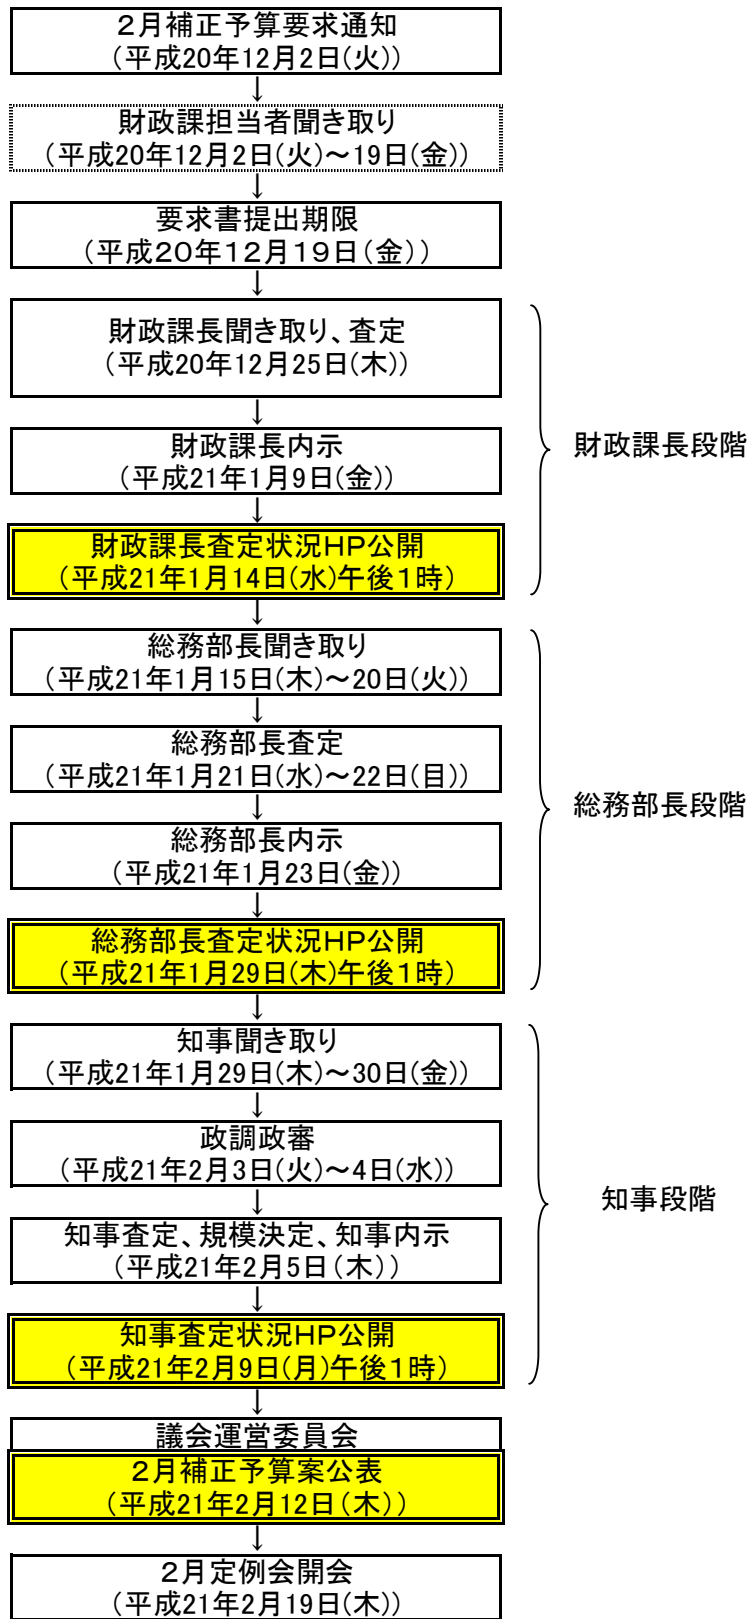 ２月補正予算要求通知
（平成20年12月2日(火)）
↓
財政課担当者聞き取り
（平成20年12月2日(火)～19日(金)）
↓
要求書提出期限
（平成２０年１２月１９日（金））
↓
財政課長聞き取り、査定
（平成20年12月25日(木)）
↓
財政課長内示
（平成21年1月9日(金)）
↓
財政課長査定状況ＨＰ公開
（平成21年1月14日(水)午後１時）
財政課長段階
↓
総務部長聞き取り
（平成21年1月15日(木)～20日(火)）
↓
総務部長査定
（平成21年1月21日(水)～22日(目)）
↓
総務部長内示
（平成21年1月23日(金)）
↓
総務部長査定状況ＨＰ公開
（平成21年1月29日(木)午後１時）
総務部長段階
↓
知事聞き取り
（平成21年1月29日(木)～30日(金)）
↓
政調政審
（平成21年2月3日(火)～4日(水)）
↓
知事査定、規模決定、知事内示
（平成21年2月5日（木））
↓
知事査定状況ＨＰ公開
（平成21年2月9日(月)午後１時）
知事段階
↓
議会運営委員会
２月補正予算案公表
（平成21年2月12日（木））
↓
２月定例会開会
（平成21年2月19日（木））